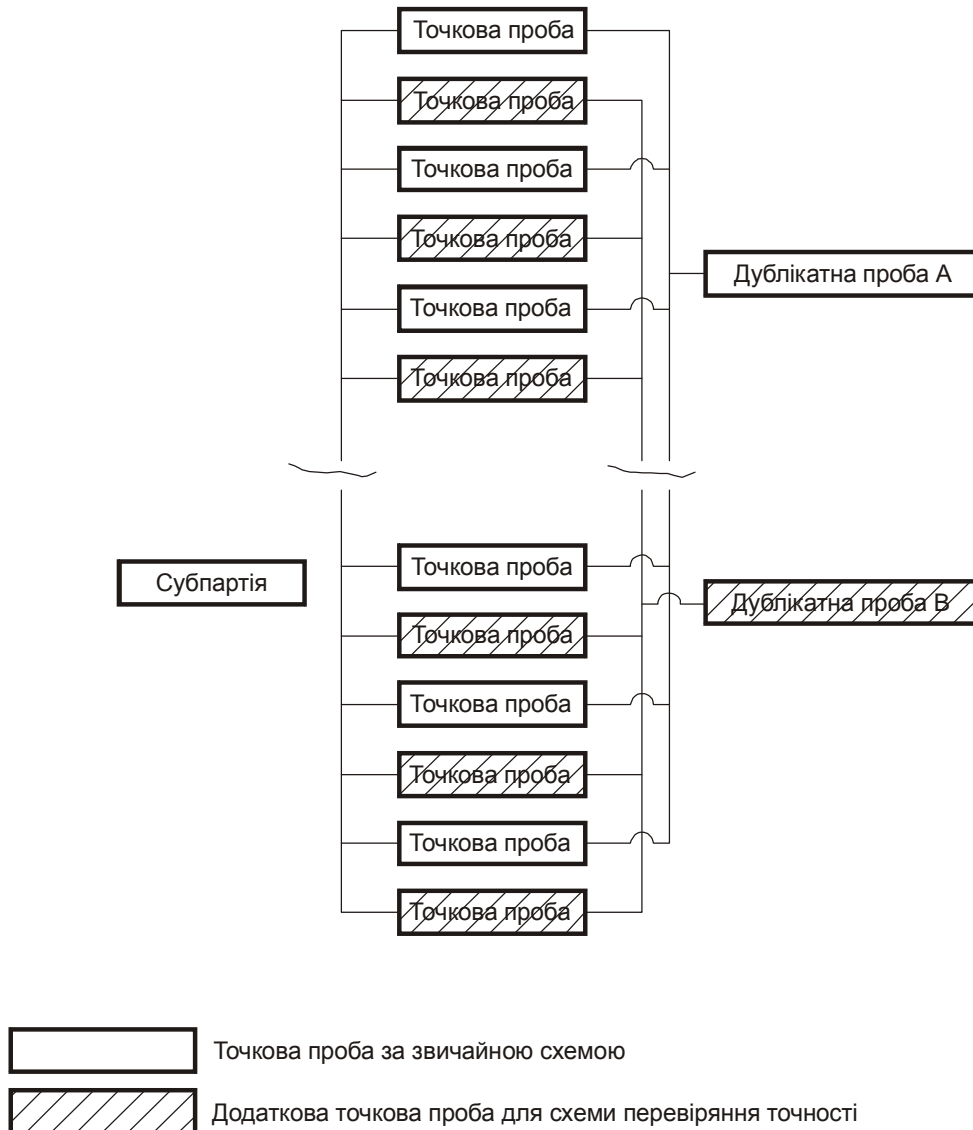 Точкова проба
Точкова проба
Точкова проба
Точкова проба
Дублікатна проба А
Точкова проба
Точкова проба
Точкова проба
Субпартія
Дублікатна проба В
Точкова проба
Точкова проба
Точкова проба
Точкова проба
Точкова проба
Точкова проба за звичайною схемою
Додаткова точкова проба для схеми перевіряння точності